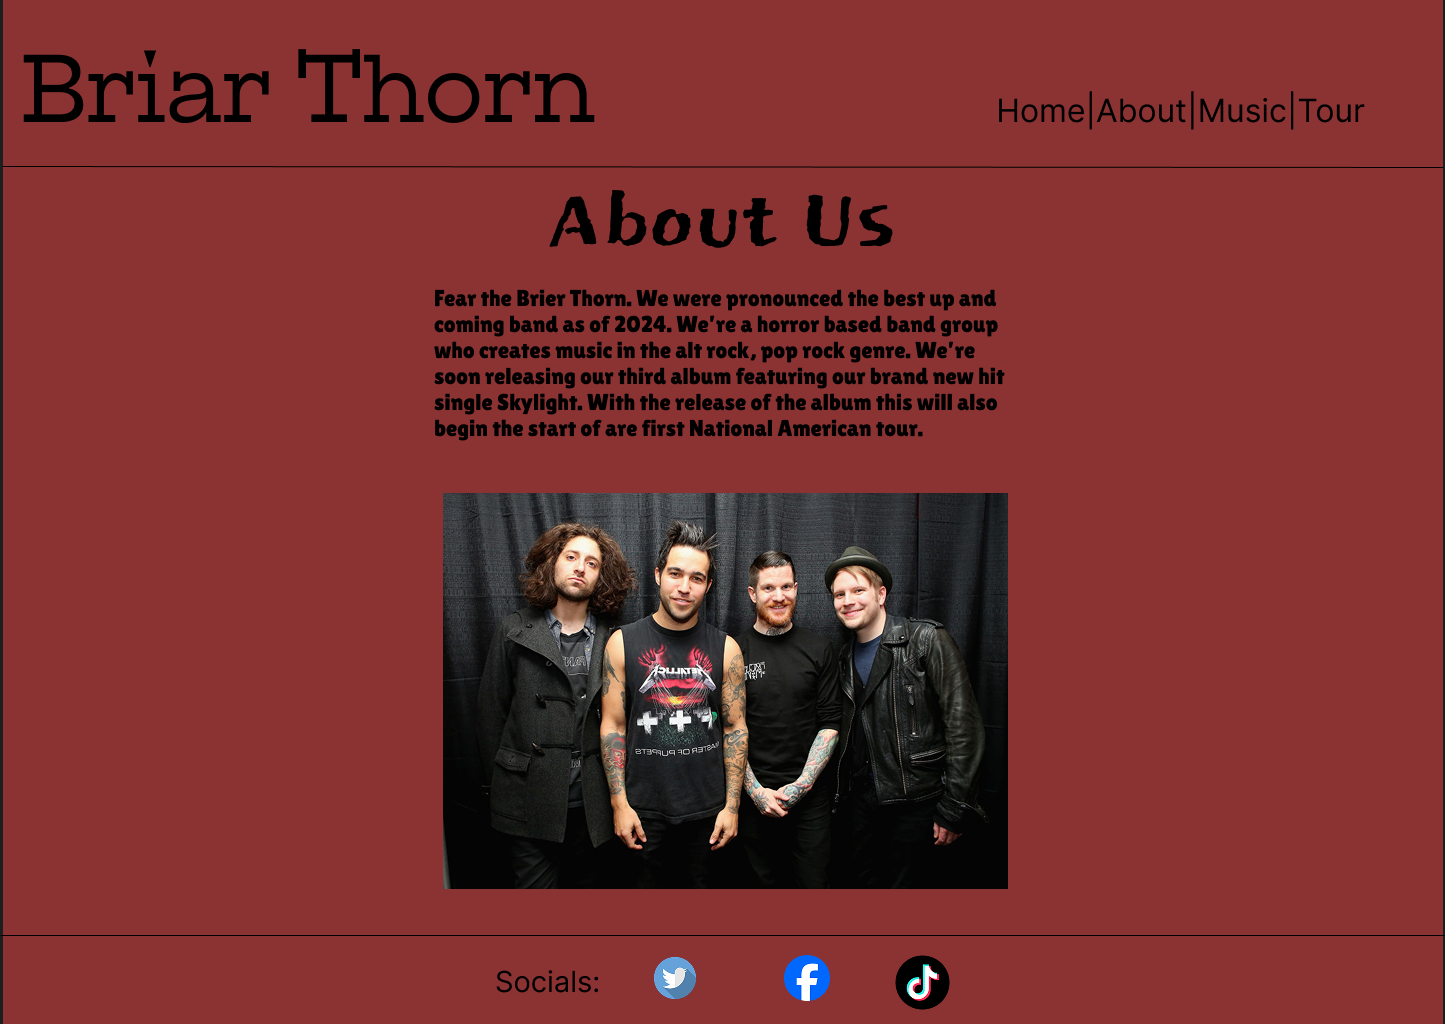 Briar Thorn
Home|About|Music|Tour
About Us
Fear the Brier Thorn. We were pronounced the best up and
coming band as of 2024. We're a horror based band group
who creates music in the alt rock, pop rock genre. We're
soon releasing our third album featuring our brand new hit
single Skylight. With the release of the album this will also
begin the start of are first National American tour.
METALLICA
MASTER OF PUPPETS
Socials: